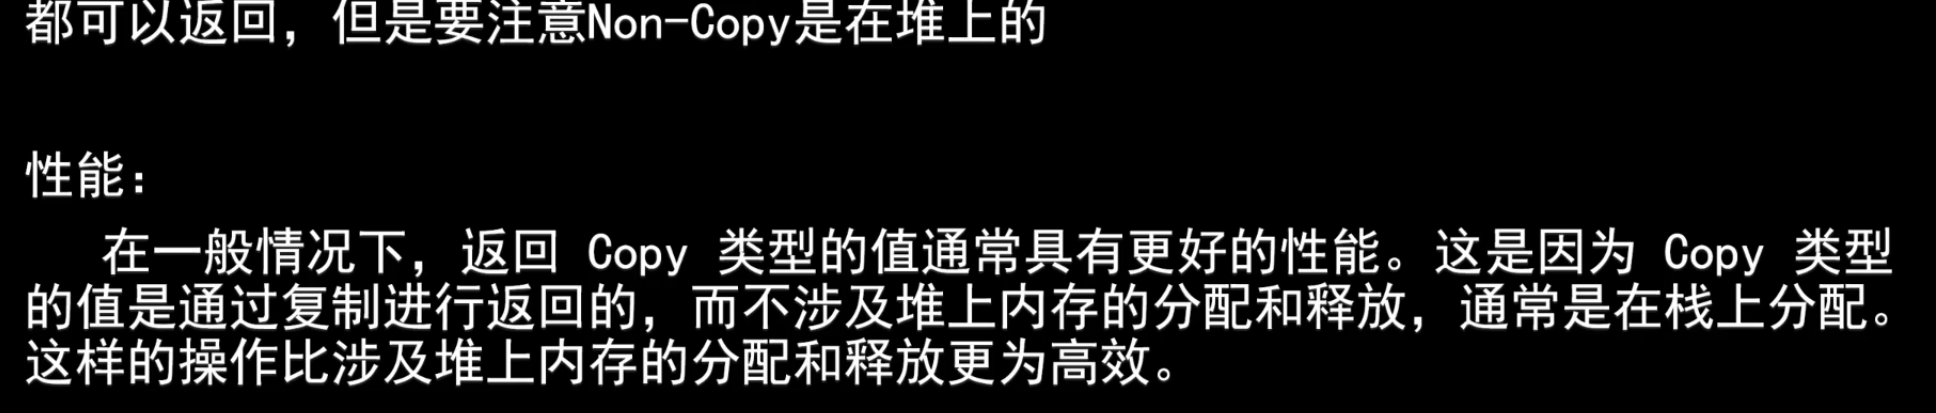 都可以返回，但是要注意Non-Copy是在堆上的
性能：
在一般情况下，返回 Copy 类型的值通常具有更好的性能。这是因为 Copy 类型
的值是通过复制进行返回的，而不涉及堆上内存的分配和释放，通常是在栈上分配。
这样的操作比涉及堆上内存的分配和释放更为高效。